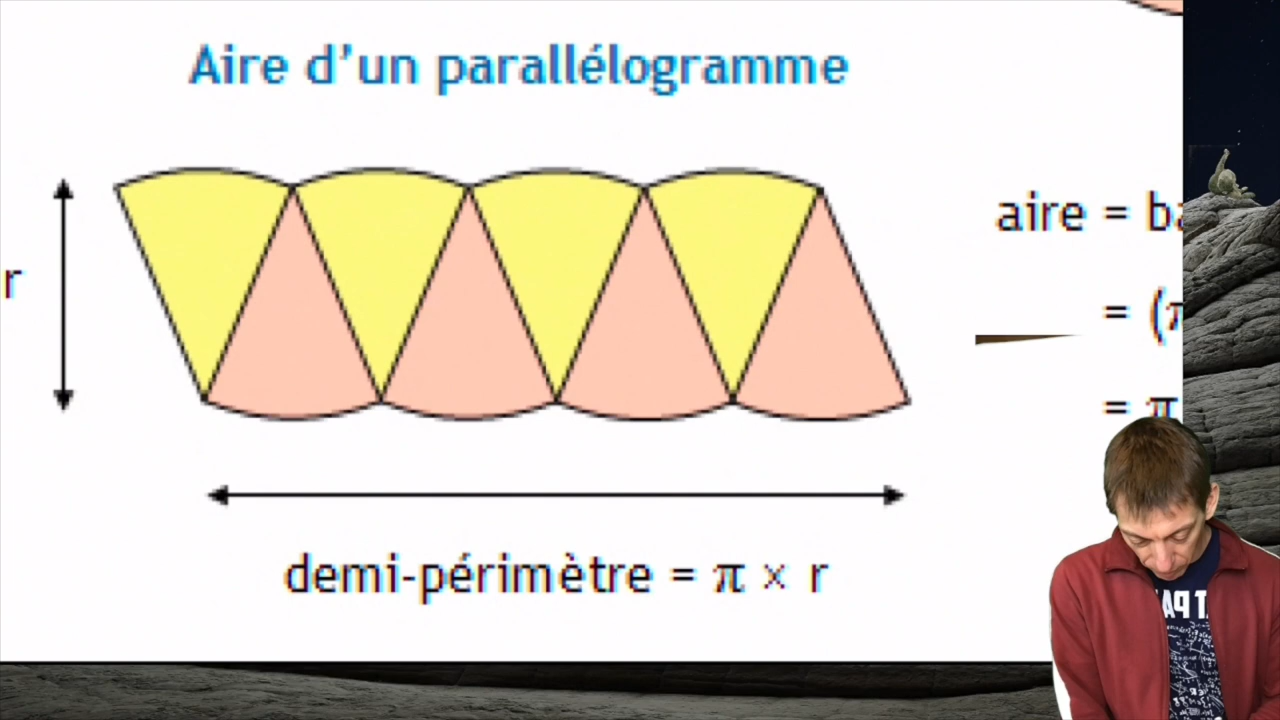 Aire d'un parallélogramme
r
aire = ba
= (π
= π
demi-périmètre = π × r